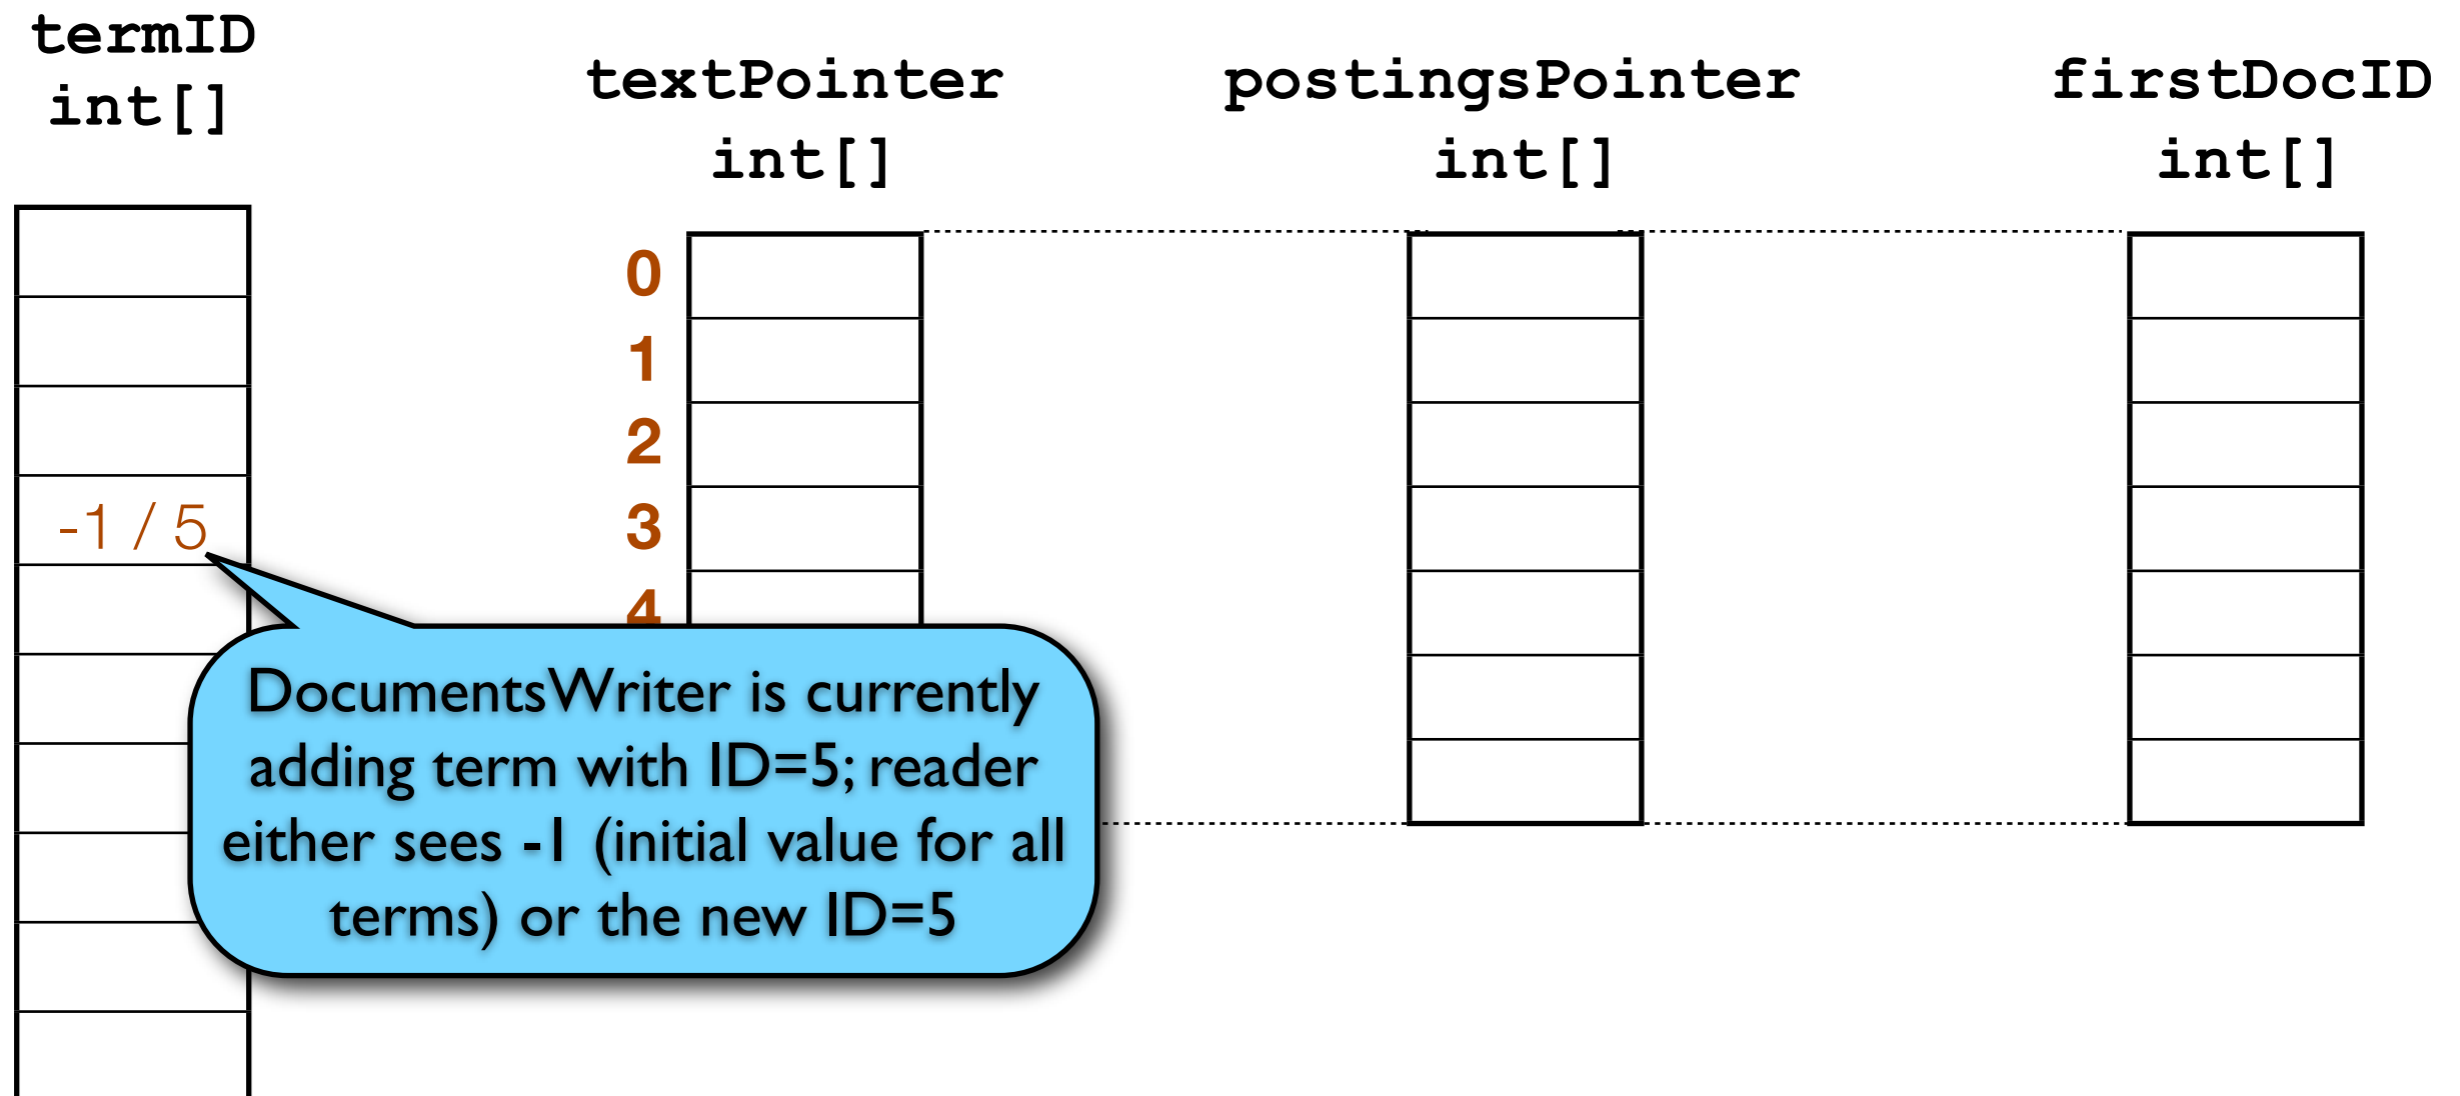 termID
int[]
textPointer
int[]
postingsPointer
int[]
firstDocID
int[]
0
1
2
3
4
-1 / 5
DocumentsWriter is currently
adding term with ID=5; reader
either sees -1 (initial value for all
terms) or the new ID=5